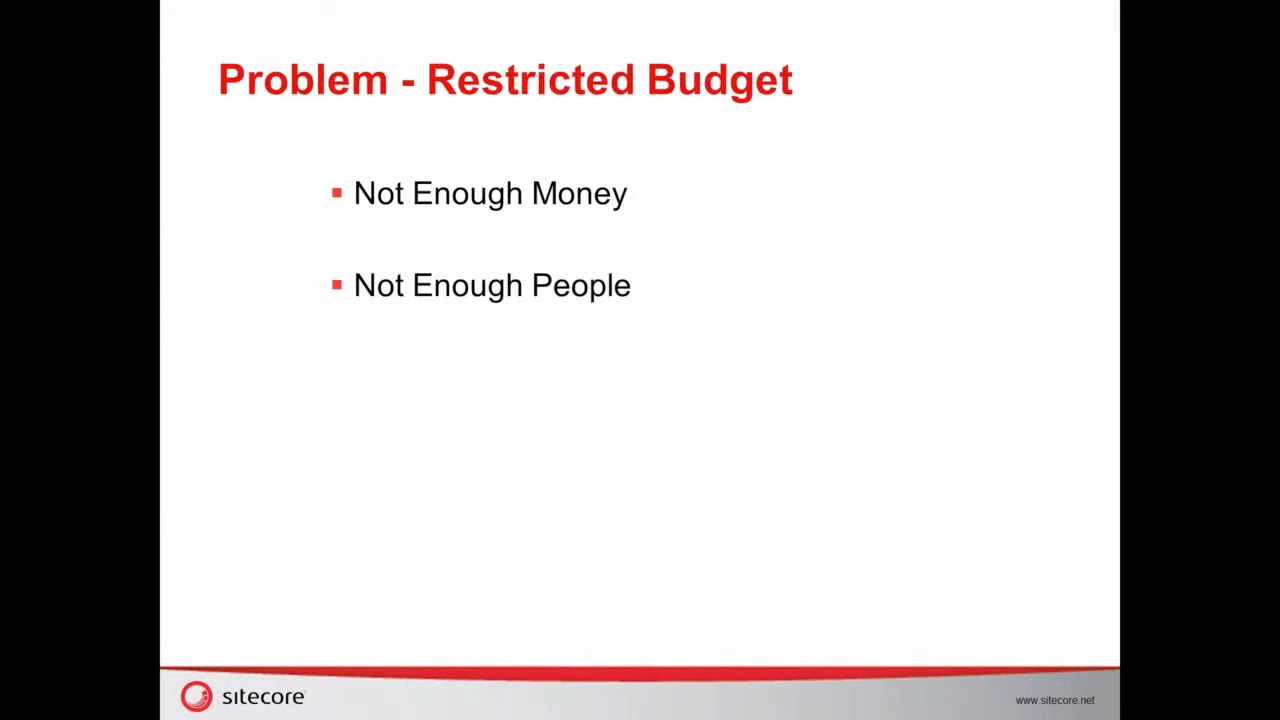 Problem - Restricted Budget
▪ Not Enough Money
▪ Not Enough People
sitecore
www.sitecore.net